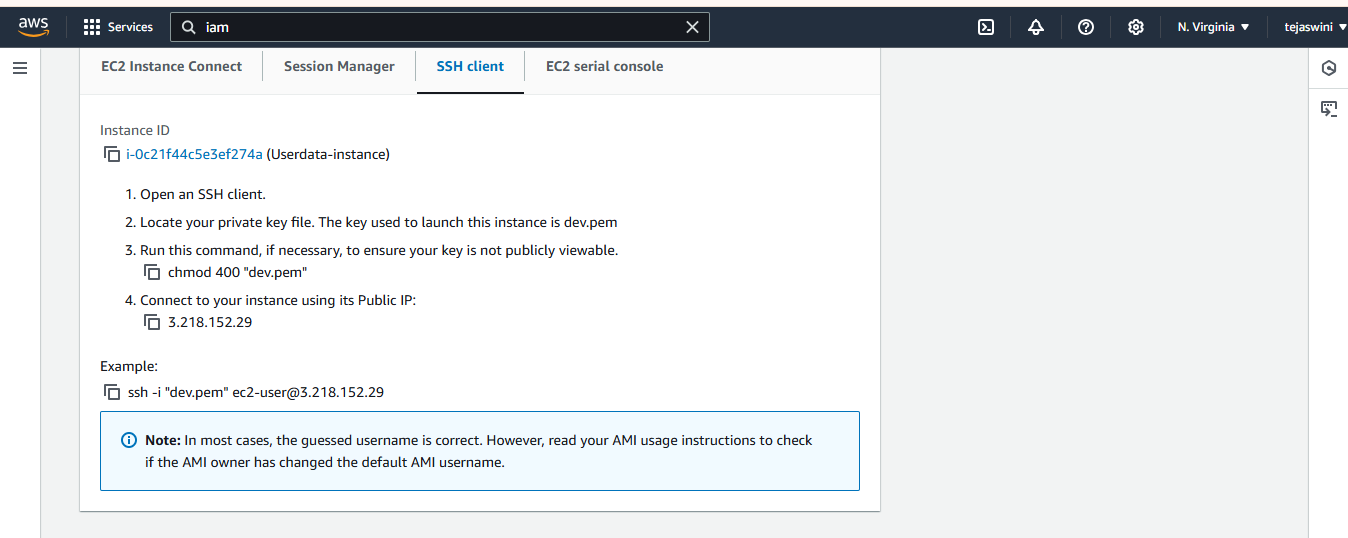 aws Services iam N. Virginia tejaswini
EC2 Instance Connect Session Manager SSH client EC2 serial console
Instance ID
i-0c21f44c5e3ef274a (Userdata-instance)
1. Open an SSH client.
2. Locate your private key file. The key used to launch this instance is dev.pem
3. Run this command, if necessary, to ensure your key is not publicly viewable.
chmod 400 "dev.pem"
4. Connect to your instance using its Public IP:
3.218.152.29
Example:
ssh -i "dev.pem" ec2-user@3.218.152.29
Note: In most cases, the guessed username is correct. However, read your AMI usage instructions to check
if the AMI owner has changed the default AMI username.